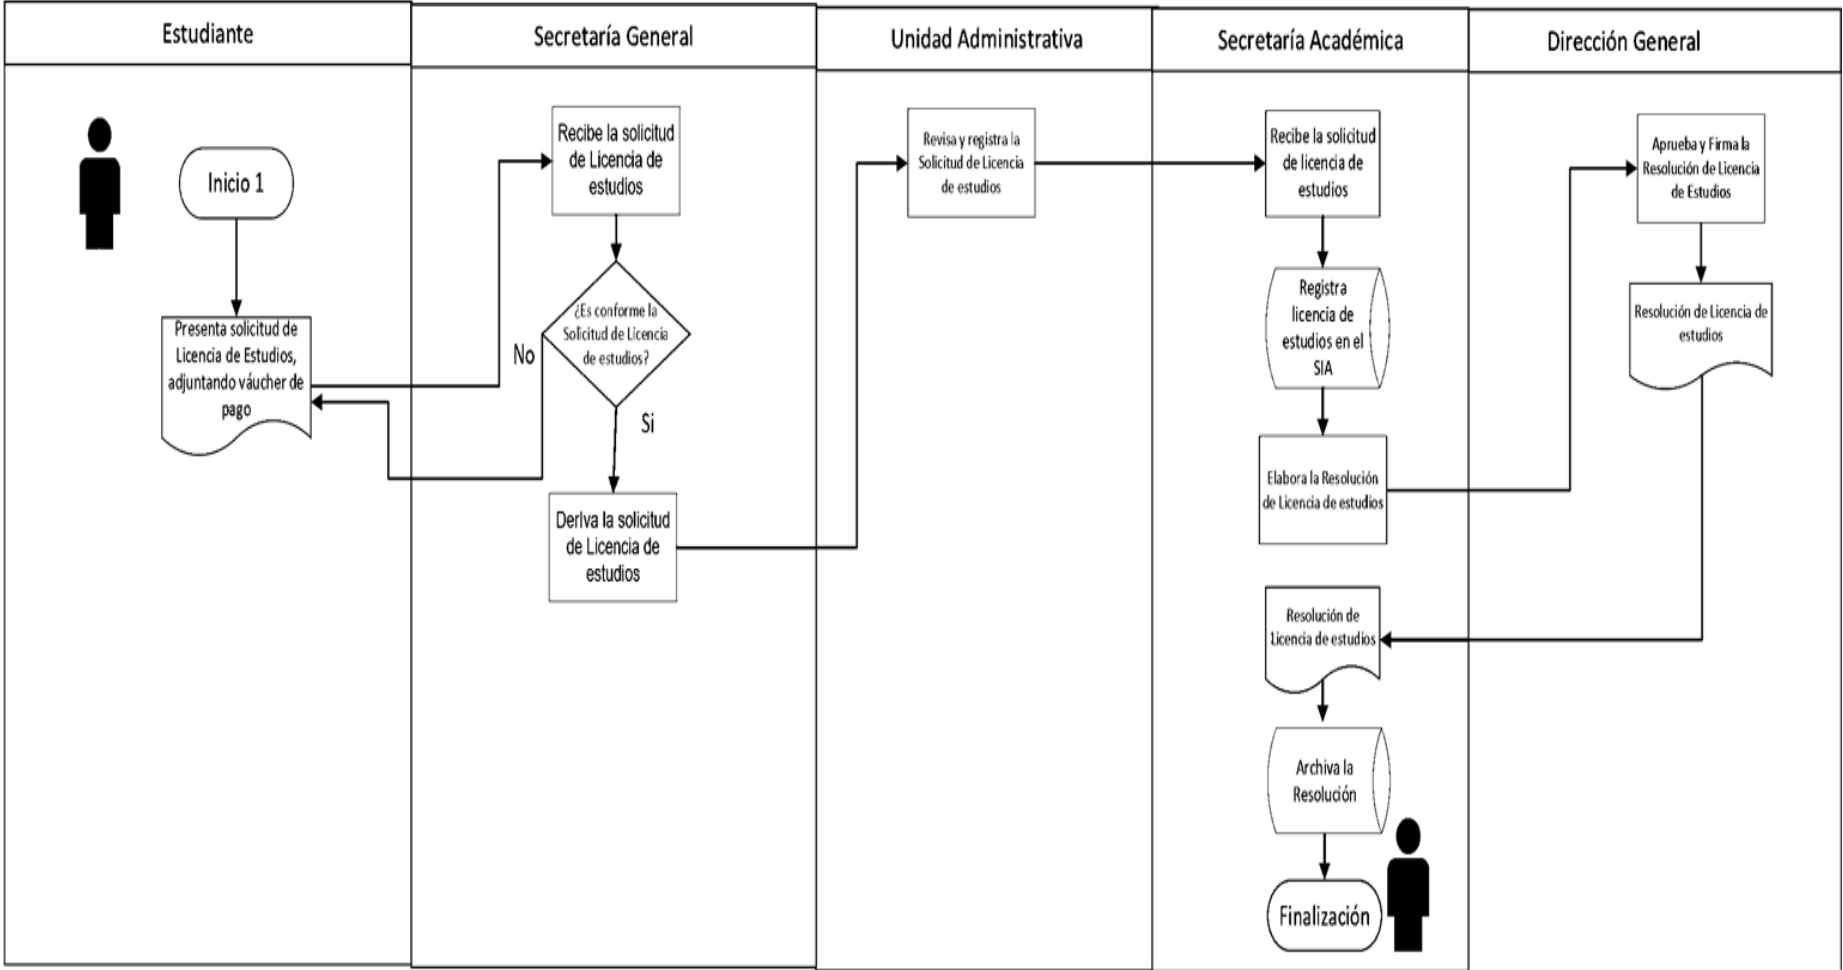 Estudiante
Secretaría General
Unidad Administrativa
Secretaría Académica
Dirección General
Inicio 1
Presenta solicitud de
Licencia de Estudios,
adjuntando váucher de
pago
Recibe la solicitud
de Licencia de
estudios
¿Es conforme la
Solicitud de Licencia
de estudios?
No
Si
Deriva la solicitud
de Licencia de
estudios
Revisa y registra la
Solicitud de Licencia
de estudios
Recibe la solicitud
de licencia de
estudios
Registra
licencia de
estudios en el
SIA
Elabora la Resolución
de Licencia de estudios
Aprueba y Firma la
Resolución de Licencia
de Estudios
Resolución de Licencia de
estudios
Resolución de
Licencia de estudios
Archiva la
Resolución
Finalización